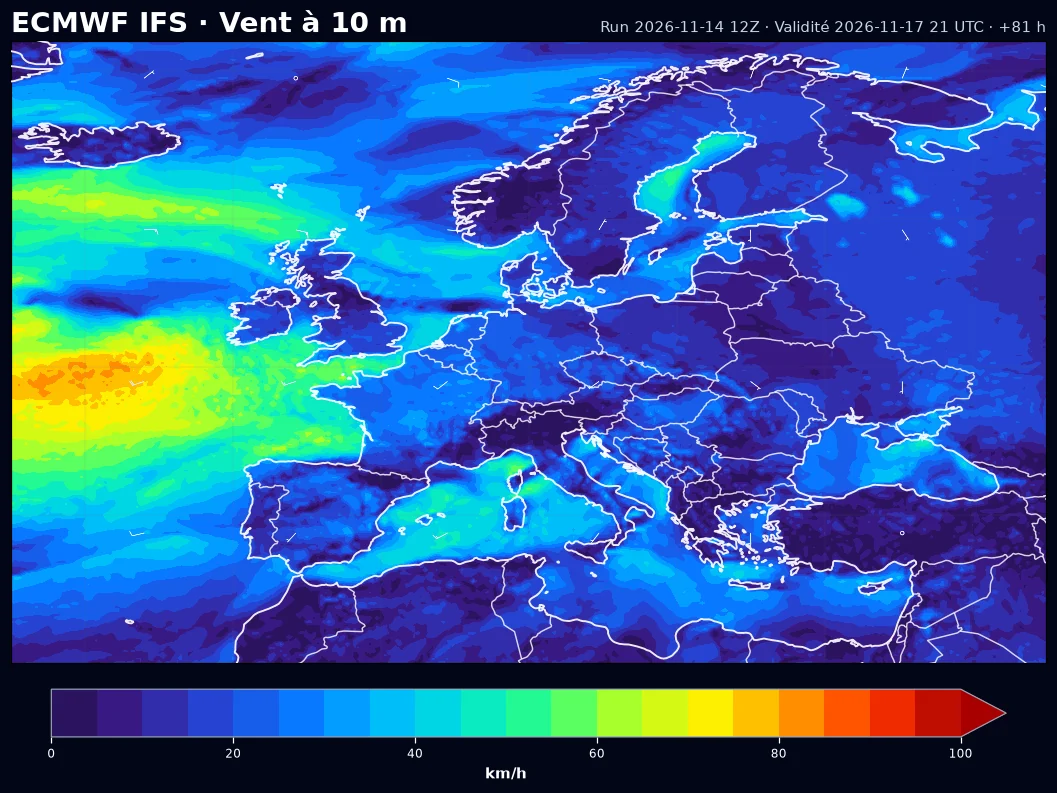 ECMWF IFS · Vent à 10 m
Run 2026-11-14 12Z · Validité 2026-11-17 21 UTC · +81 h
0 20 40 60 80 100
km/h